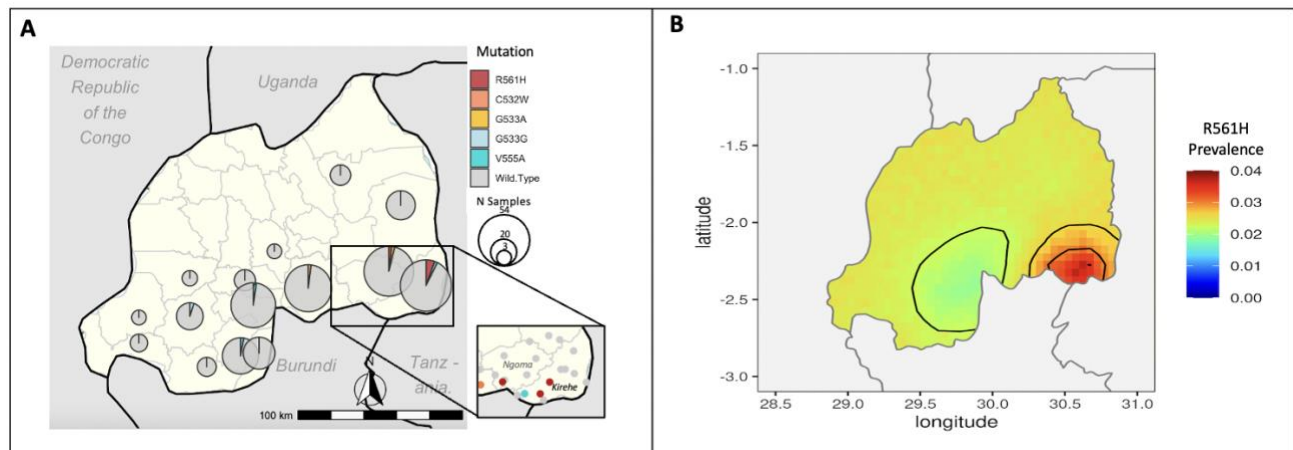 A
Democratic
Republic
of the
Congo
Uganda
Mutation
R561H
C532W
G533A
G533G
V555A
Wild.Type
N Samples
54
20
3
Burundi
N
Tanz -
ania.
100 km
Ngoma
Kirehe
B
-1.0
-1.5
-2.0
-2.5
-3.0
latitude
28.5 29.0 29.5 30.0 30.5 31.0
longitude
R561H
Prevalence
0.04
0.03
0.02
0.01
0.00